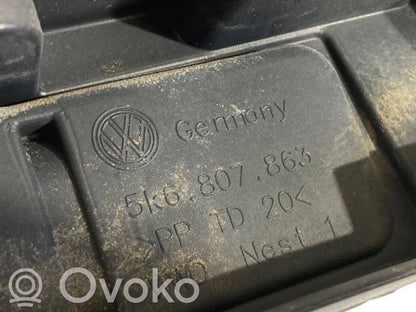 Germany
5K6.807.863
>PP TD 20<
Nest 1
Ovoko